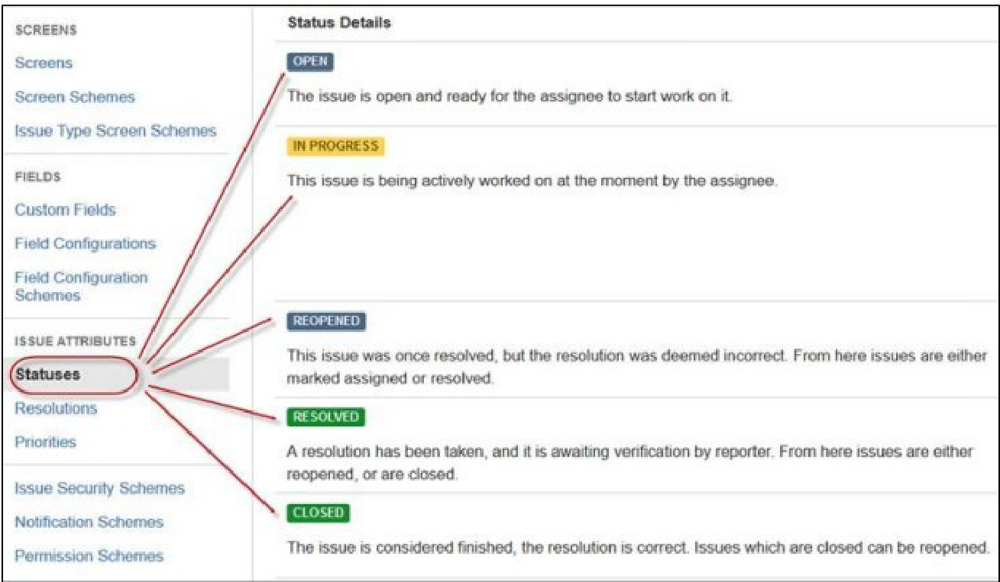 SCREENS
Screens
Screen Schemes
Issue Type Screen Schemes
FIELDS
Custom Fields
Field Configurations
Field Configuration
Schemes
ISSUE ATTRIBUTES
Statuses
Resolutions
Priorities
Issue Security Schemes
Notification Schemes
Permission Schemes
Status Details
OPEN
The issue is open and ready for the assignee to start work on it.
IN PROGRESS
This issue is being actively worked on at the moment by the assignee.
REOPENED
This issue was once resolved, but the resolution was deemed incorrect. From here issues are either
marked assigned or resolved.
RESOLVED
A resolution has been taken, and it is awaiting verification by reporter. From here issues are either
reopened, or are closed.
CLOSED
The issue is considered finished, the resolution is correct. Issues which are closed can be reopened.